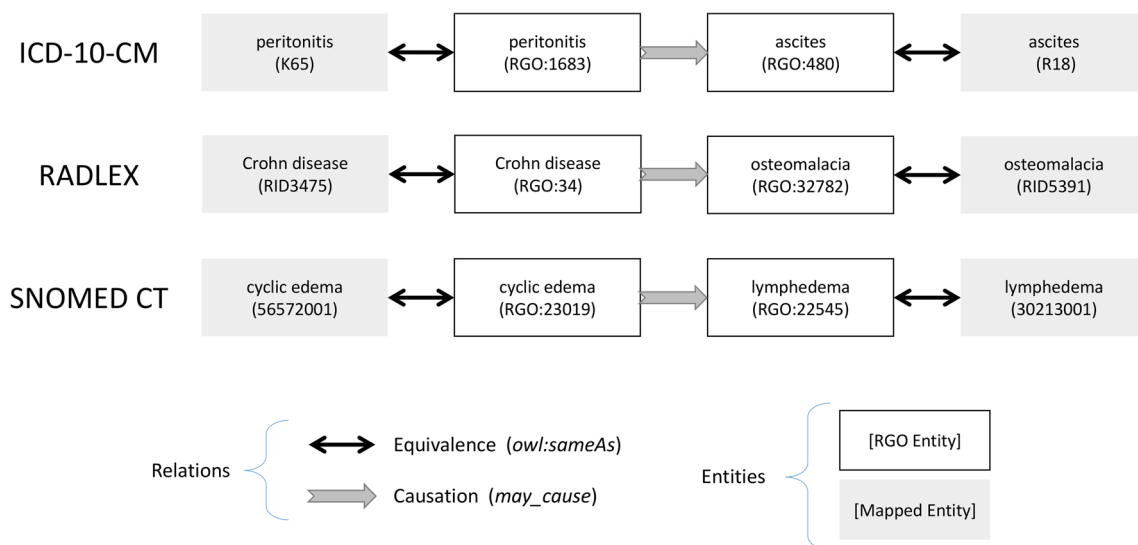 ICD-10-CM
peritonitis
(K65)
peritonitis
(RGO:1683)
ascites
(RGO:480)
ascites
(R18)
RADLEX
Crohn disease
(RID3475)
Crohn disease
(RGO:34)
osteomalacia
(RGO:32782)
osteomalacia
(RID5391)
SNOMED CT
cyclic edema
(56572001)
cyclic edema
(RGO:23019)
lymphedema
(RGO:22545)
lymphedema
(30213001)
Relations
Equivalence (owl:sameAs)
Causation (may_cause)
Entities
[RGO Entity]
[Mapped Entity]